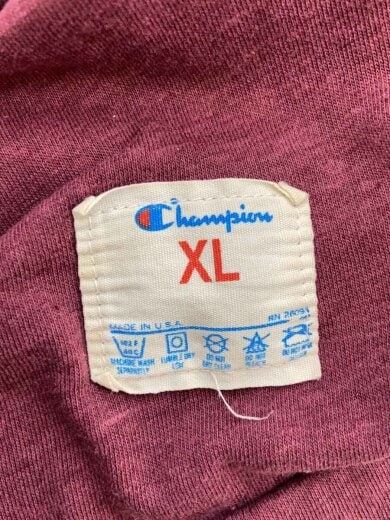 Champion
XL
RN 26094
MADE IN U.S.A.
102 F
MACHINE WASH TUMBLE DRY DO NOT DO NOT DO NOT
SEPARATELY LOW DRY CLEAN BLEACH